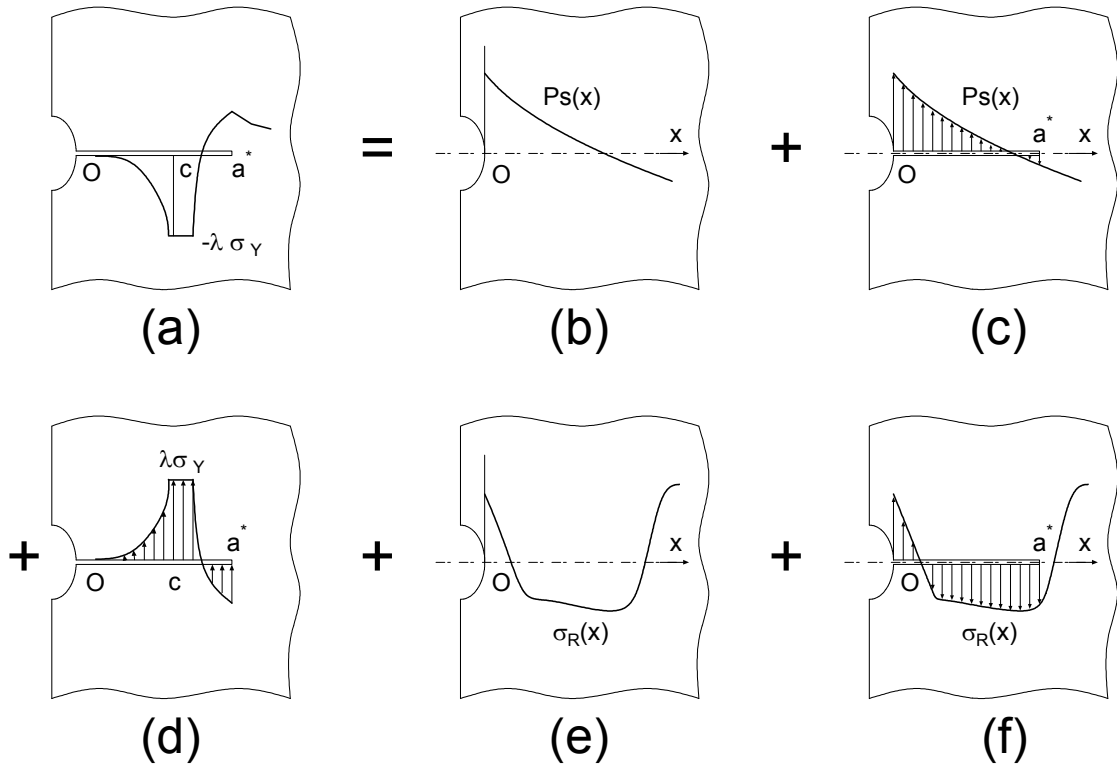 O
c
a*
-λ σY
(a)
=
Ps(x)
x
O
(b)
+
Ps(x)
a*
x
O
(c)
+
λσY
a*
O
c
(d)
+
x
O
σR(x)
(e)
+
a*
x
O
σR(x)
(f)